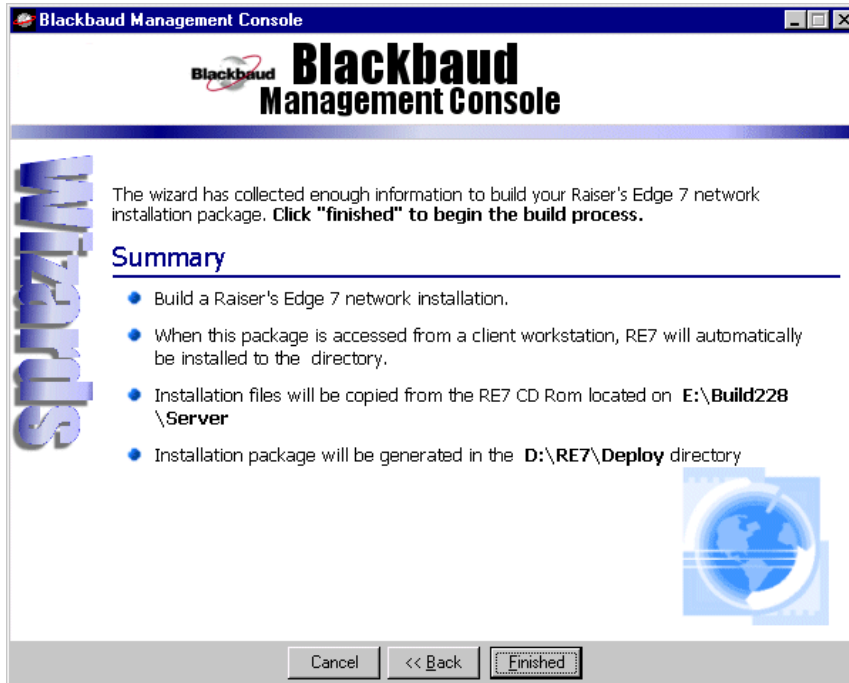 Blackbaud Management Console
Blackbaud Blackbaud
Management Console
Wizards
The wizard has collected enough information to build your Raiser's Edge 7 network
installation package. Click "finished" to begin the build process.
Summary
Build a Raiser's Edge 7 network installation.
When this package is accessed from a client workstation, RE7 will automatically
be installed to the  directory.
Installation files will be copied from the RE7 CD Rom located on  E:\Build228
\Server
Installation package will be generated in the  D:\RE7\Deploy directory
Cancel
<< Back
Finished